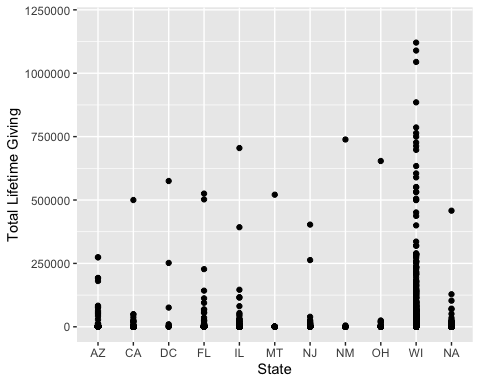 1250000
1000000
750000
500000
250000
0
Total Lifetime Giving
AZ CA DC FL IL MT NJ NM OH WI NA
State